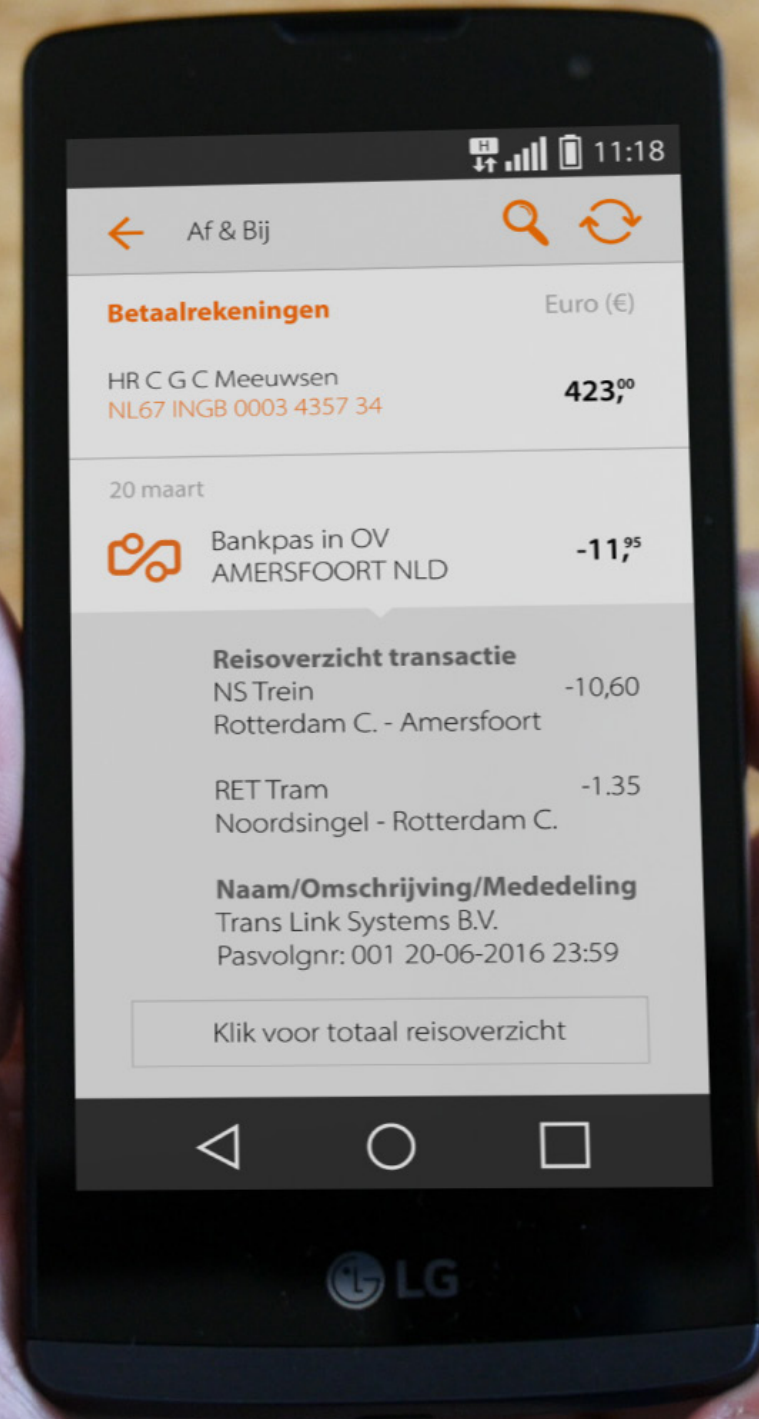 H 11:18
Af & Bij
Betaalrekeningen Euro (€)
HR C G C Meeuwsen 423,00
NL67 INGB 0003 4357 34
20 maart
Bankpas in OV -11,95
AMERSFOORT NLD
Reisoverzicht transactie
NS Trein -10,60
Rotterdam C. - Amersfoort
RET Tram -1.35
Noordsingel - Rotterdam C.
Naam/Omschrijving/Mededeling
Trans Link Systems B.V.
Pasvolgnr: 001 20-06-2016 23:59
Klik voor totaal reisoverzicht
LG